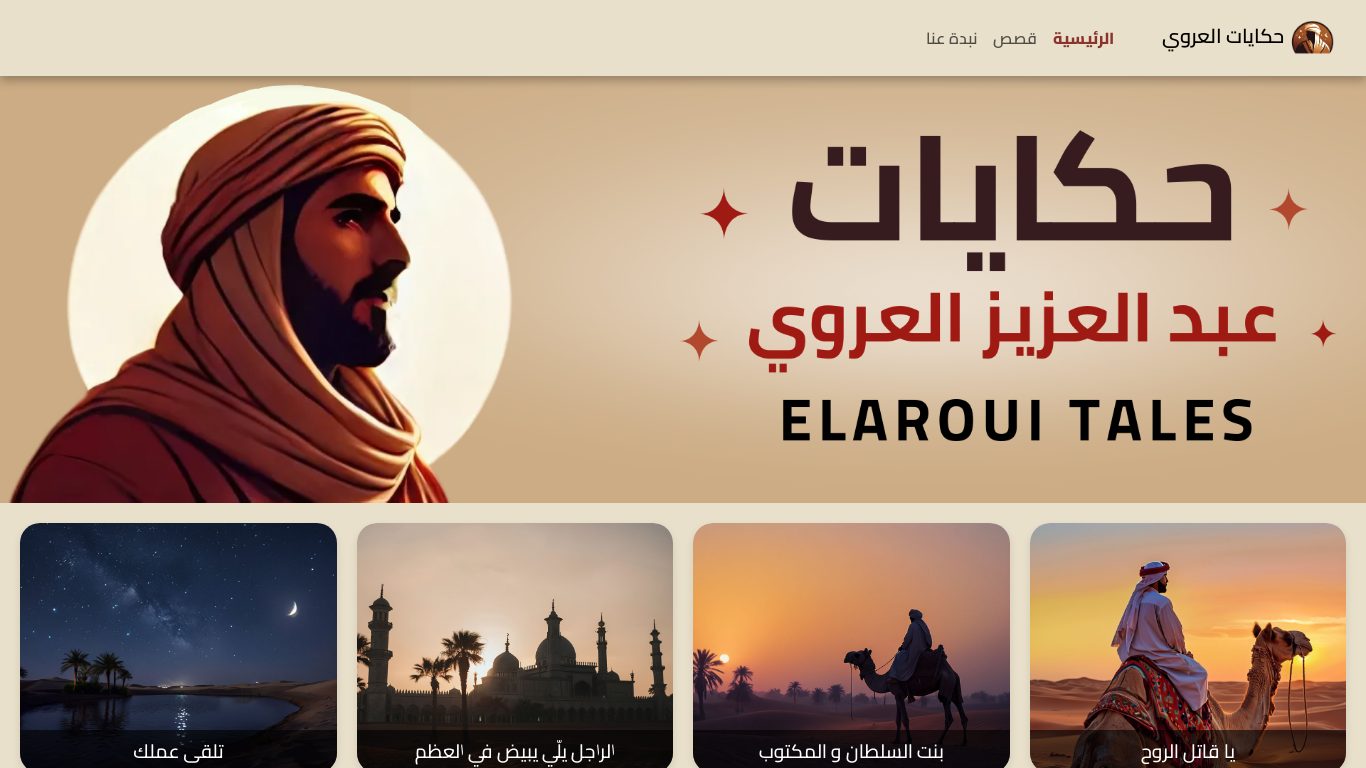 حكايات العروي
الرئيسية
قصص
نبدة عنا
حكايات
عبد العزيز العروي
ELAROUI TALES
يا قاتل الروح
بنت السلطان و المكتوب
الراجل يلّي يبيض في العظم
تلقى عملك